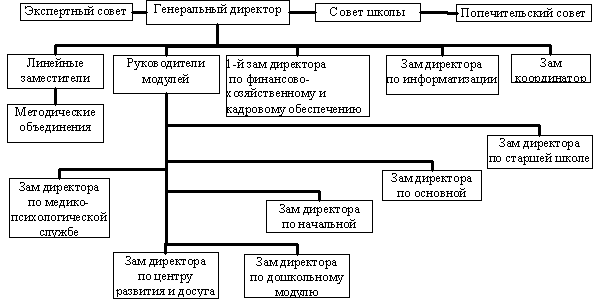 Экспертный совет
Генеральный директор
Совет школы
Попечительский совет
Линейные
заместители
Руководители
модулей
1-й зам директора
по финансово-
хозяйственному и
кадровому обеспечению
Зам директора
по информатизации
Зам
координатор
Методические
объединения
Зам директора
по старшей школе
Зам директора
по медико-
психологической
службе
Зам директора
по основной
Зам директора
по начальной
Зам директора
по центру
развития и досуга
Зам директора
по дошкольному
модулю